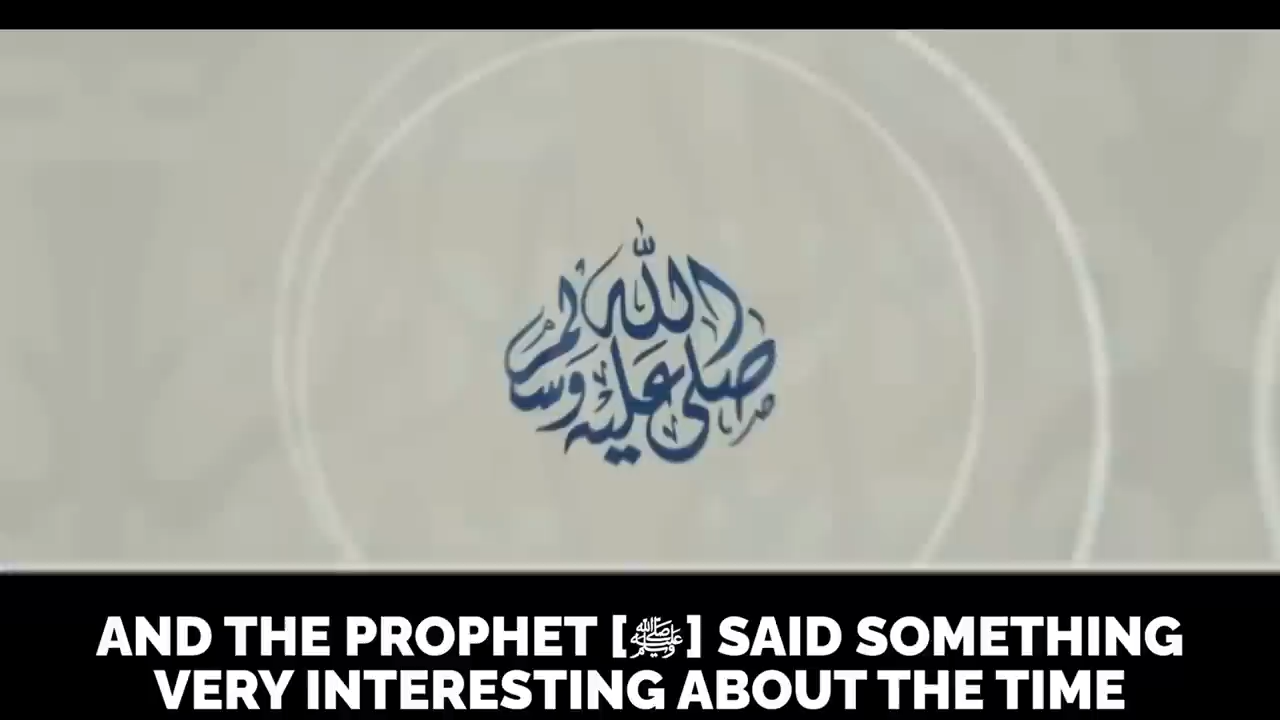 صلى الله عليه وسلم
AND THE PROPHET [ﷺ] SAID SOMETHING
VERY INTERESTING ABOUT THE TIME